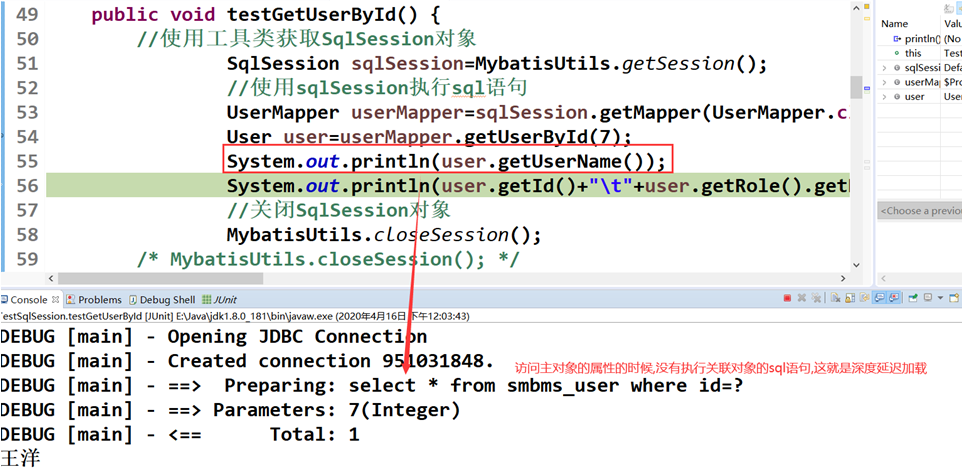 49 public void testGetUserById() {
50 //使用工具类获取SqlSession对象
51 SqlSession sqlSession=MybatisUtils.getSession();
52 //使用sqlSession执行sql语句
53 UserMapper userMapper=sqlSession.getMapper(UserMapper.c
54 User user=userMapper.getUserById(7);
55 System.out.println(user.getUserName());
56 System.out.println(user.getId()+"\t"+user.getRole().get
57 //关闭SqlSession对象
58 MybatisUtils.closeSession();
59 /* MybatisUtils.closeSession(); */
Name Valu
println() (No
this Test
sqlSessi Defa
userMa $Pro
user User
<Choose a previou
Console Problems Debug Shell JUnit
TestSqlSession.testGetUserById [JUnit] E:\Java\jdk1.8.0_181\bin\javaw.exe (2020年4月16日 下午12:03:43)
DEBUG [main] - Opening JDBC Connection
DEBUG [main] - Created connection 951031848.
访问主对象的属性的时候,没有执行关联对象的sql语句,这就是深度延迟加载
DEBUG [main] - ==> Preparing: select * from smbms_user where id=?
DEBUG [main] - ==> Parameters: 7(Integer)
DEBUG [main] - <== Total: 1
王洋